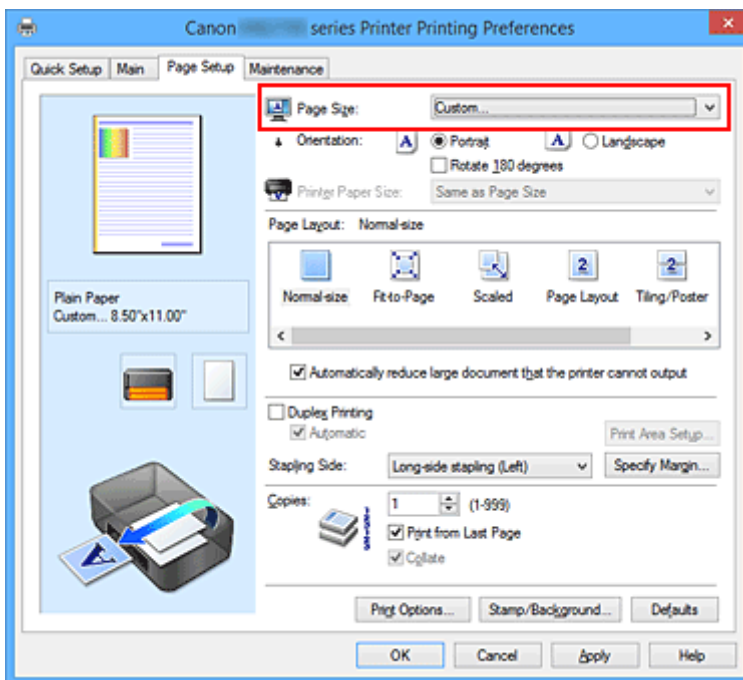 Canon series Printer Printing Preferences
Quick Setup Main Page Setup Maintenance
Page Size: Custom...
Orientation: A Portrait A Landscape
Rotate 180 degrees
Printer Paper Size: Same as Page Size
Page Layout: Normal-size
Normal-size Fit-to-Page Scaled Page Layout Tiling/Poster
Plain Paper
Custom... 8.50"x11.00"
Automatically reduce large document that the printer cannot output
Duplex Printing
Automatic Print Area Setup...
Stapling Side: Long-side stapling (Left) Specify Margin...
Copies: 1 (1-999)
Print from Last Page
Collate
Print Options... Stamp/Background... Defaults
OK Cancel Apply Help